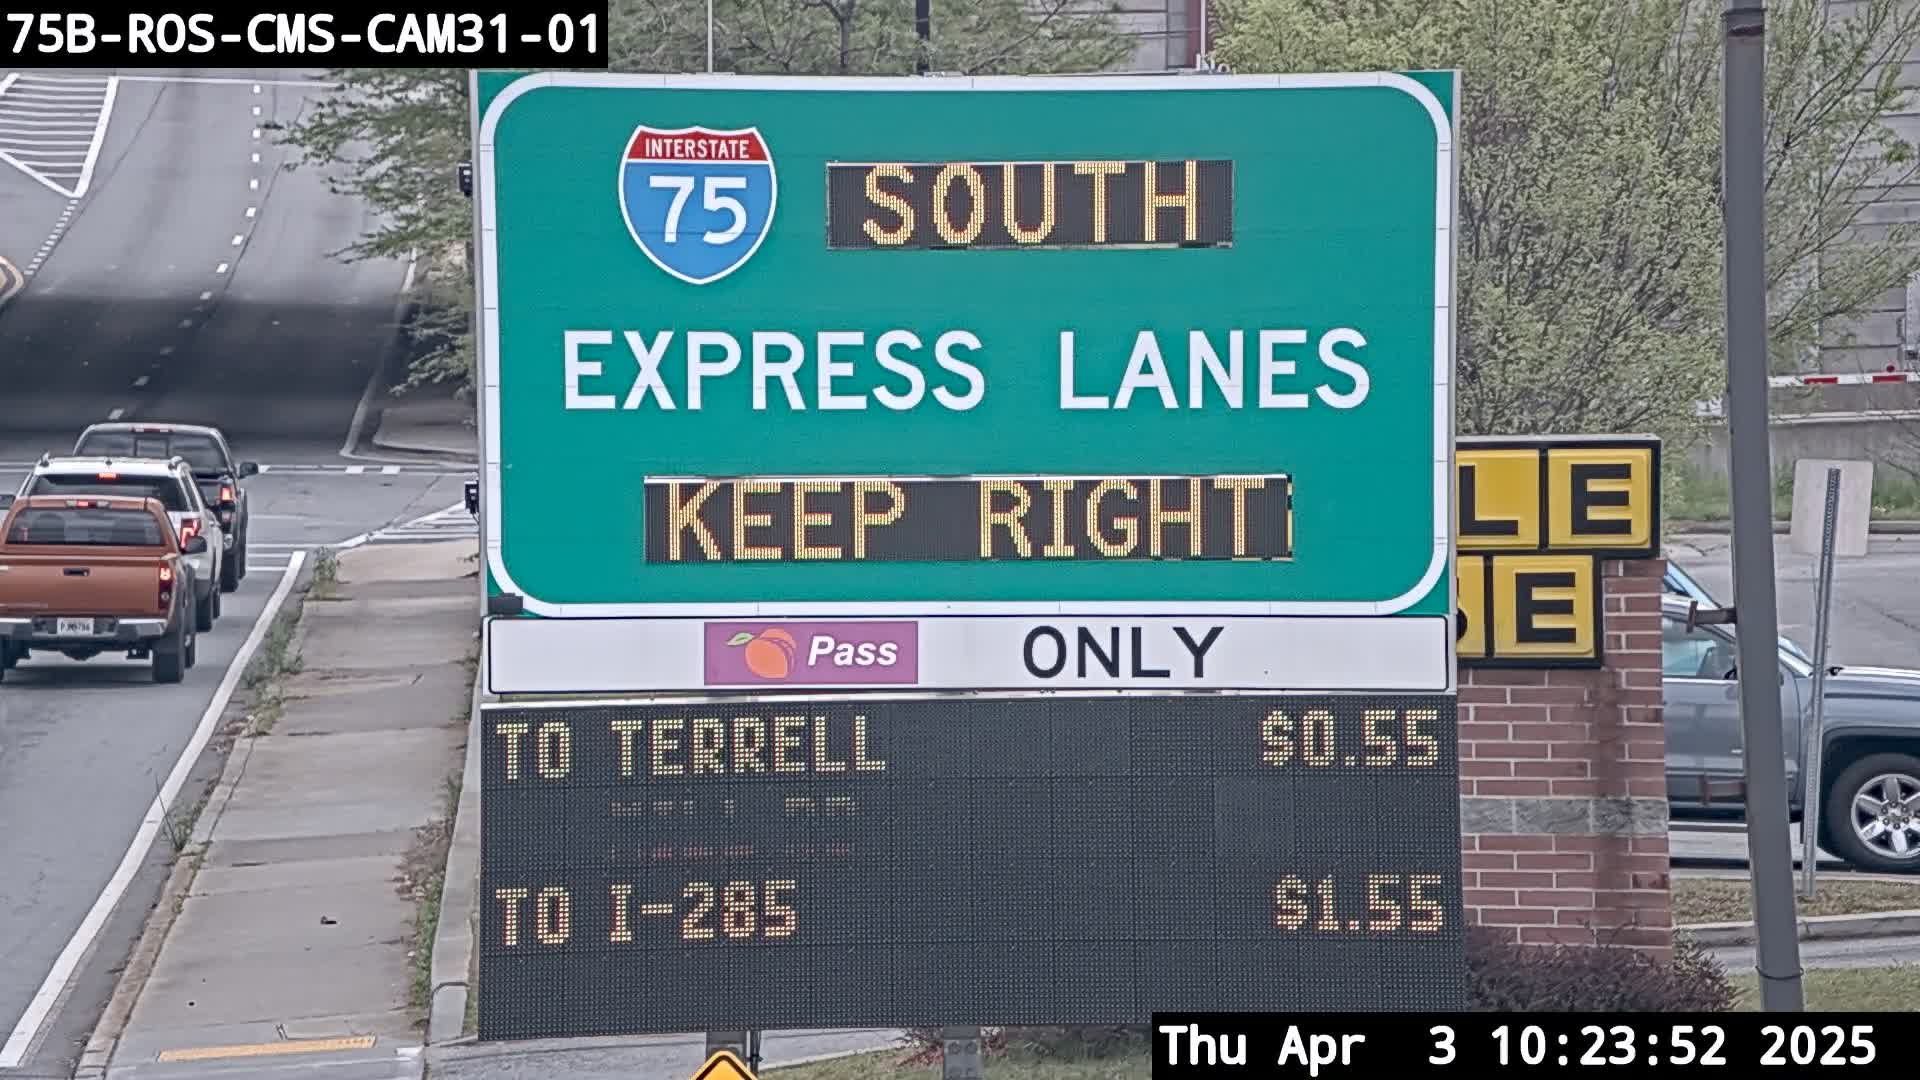 75B-ROS-CMS-CAM31-01
INTERSTATE
75
SOUTH
EXPRESS LANES
KEEP RIGHT
Pass ONLY
TO TERRELL $0.55
TO I-285 $1.55
LE
E
Thu Apr 3 10:23:52 2025